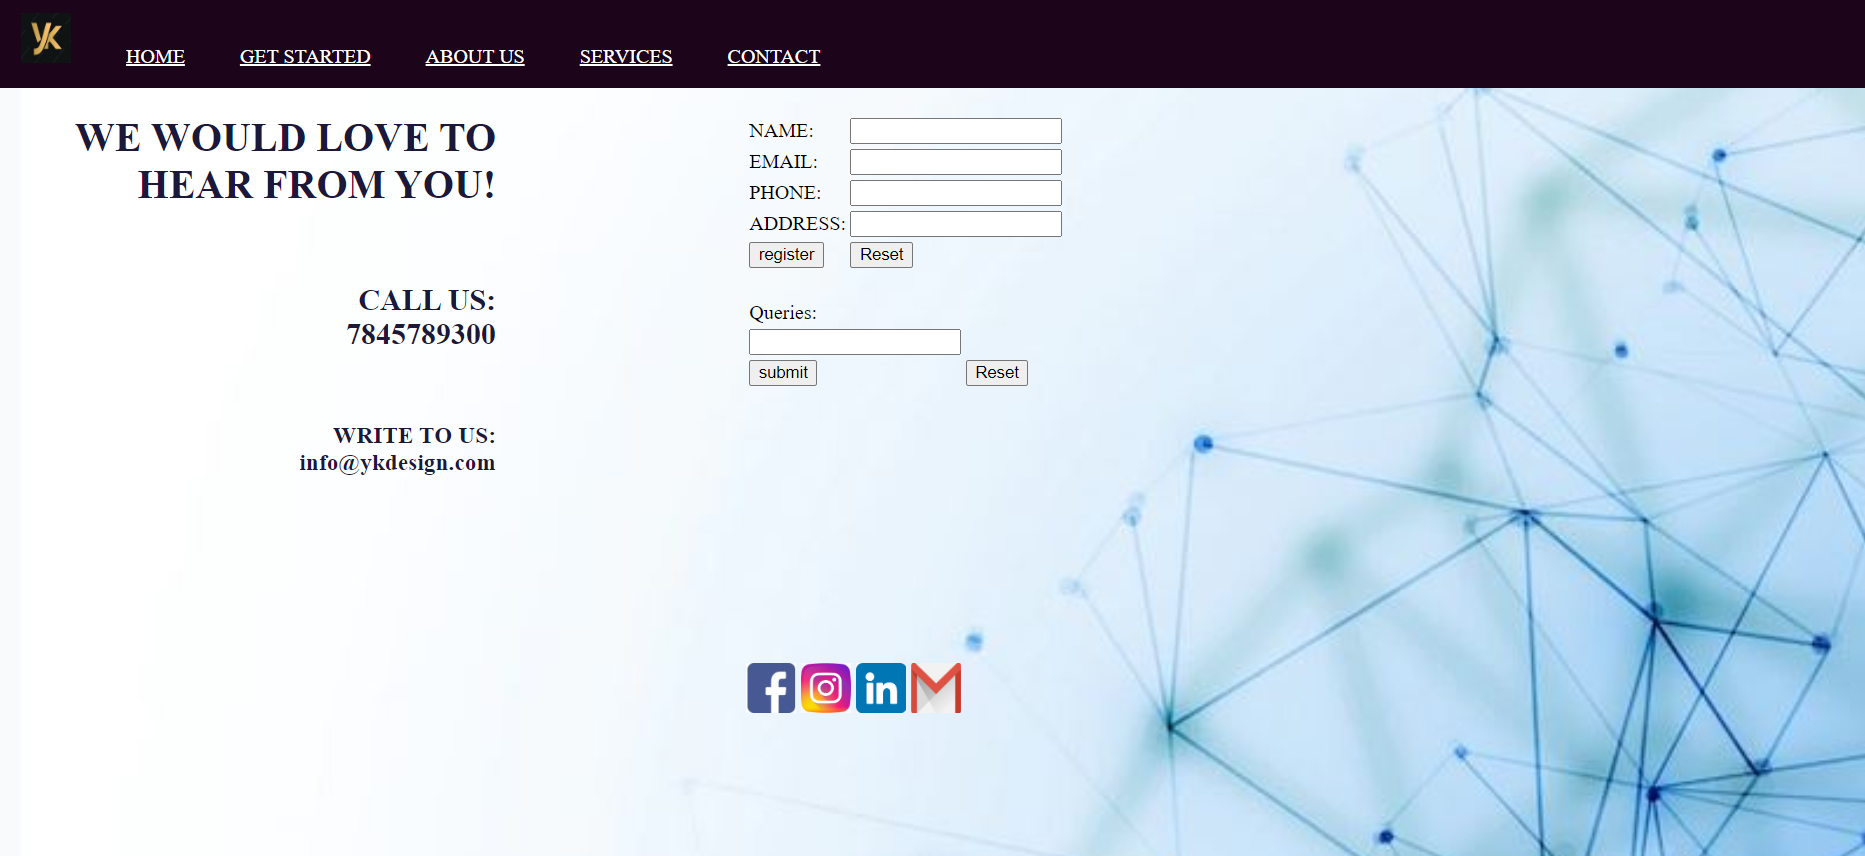 YK
HOME GET STARTED ABOUT US SERVICES CONTACT
WE WOULD LOVE TO
HEAR FROM YOU!
CALL US:
7845789300
WRITE TO US:
info@ykdesign.com
NAME:
EMAIL:
PHONE:
ADDRESS:
register Reset
Queries:
submit Reset
f
in
M